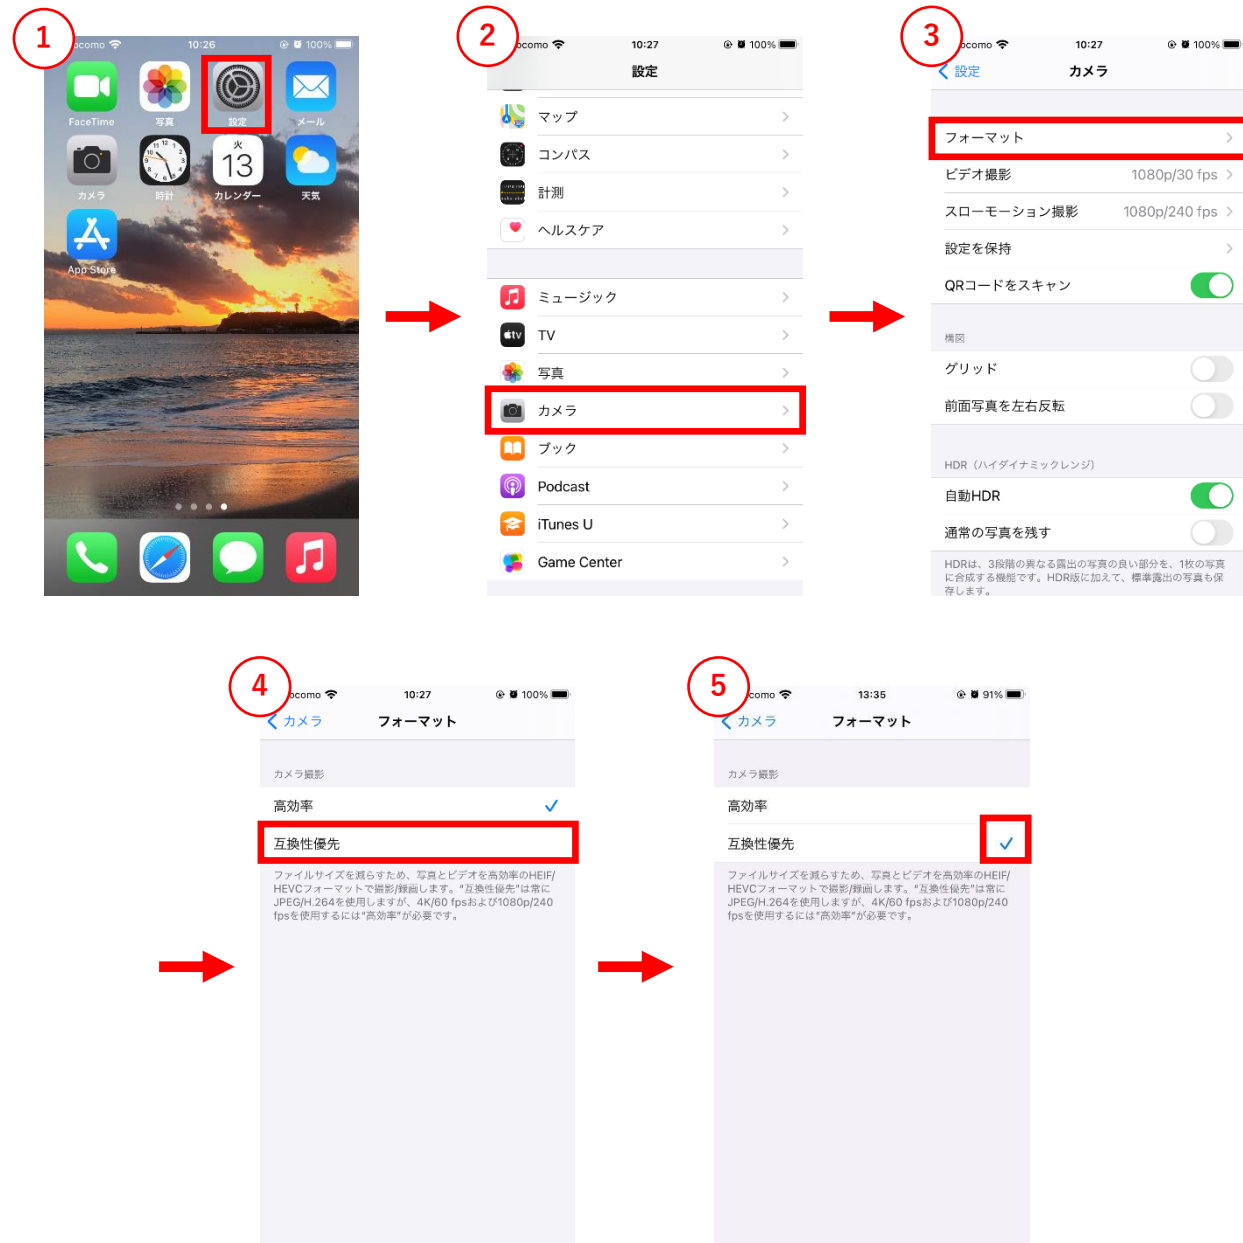 1
ocomo
10:26
100%
FaceTime
写真
設定
メール
火
13
カメラ
時計
カレンダー
天気
App Store
2
ocomo
10:27
100%
設定
マップ
コンパス
計測
ヘルスケア
ミュージック
tv
TV
写真
カメラ
ブック
Podcast
iTunes U
Game Center
3
ocomo
10:27
100%
設定
カメラ
フォーマット
ビデオ撮影 1080p/30 fps
スローモーション撮影 1080p/240 fps
設定を保持
QRコードをスキャン
構図
グリッド
前面写真を左右反転
HDR（ハイダイナミックレンジ）
自動HDR
通常の写真を残す
HDRは、3段階の異なる露出の写真の良い部分を、1枚の写真
に合成する機能です。HDR版に加えて、標準露出の写真も保
存します。
4
ocomo
10:27
100%
カメラ
フォーマット
カメラ撮影
高効率
互換性優先
ファイルサイズを減らすため、写真とビデオを高効率のHEIF/
HEVCフォーマットで撮影/録画します。“互換性優先”は常に
JPEG/H.264を使用しますが、4K/60 fpsおよび1080p/240
fpsを使用するには“高効率”が必要です。
5
como
13:35
91%
カメラ
フォーマット
カメラ撮影
高効率
互換性優先
ファイルサイズを減らすため、写真とビデオを高効率のHEIF/
HEVCフォーマットで撮影/録画します。“互換性優先”は常に
JPEG/H.264を使用しますが、4K/60 fpsおよび1080p/240
fpsを使用するには“高効率”が必要です。